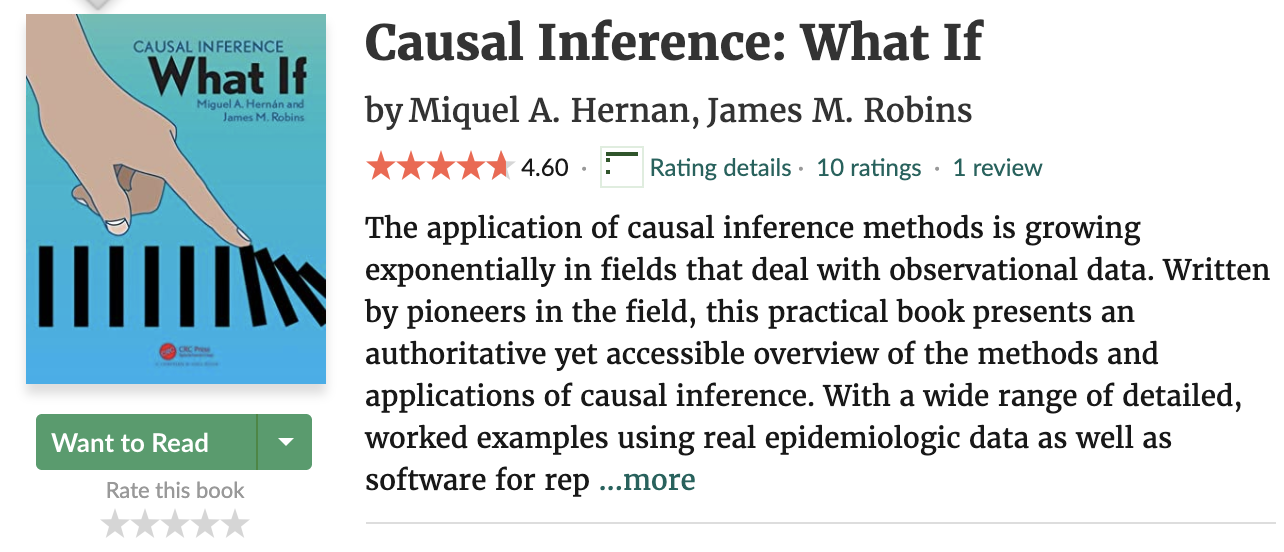 CAUSAL INFERENCE
What If
Miguel A. Hernán and
James M. Robins
CRC Press
Want to Read
Rate this book
Causal Inference: What If
by Miquel A. Hernan, James M. Robins
4.60 · Rating details · 10 ratings · 1 review
The application of causal inference methods is growing
exponentially in fields that deal with observational data. Written
by pioneers in the field, this practical book presents an
authoritative yet accessible overview of the methods and
applications of causal inference. With a wide range of detailed,
worked examples using real epidemiologic data as well as
software for rep ...more